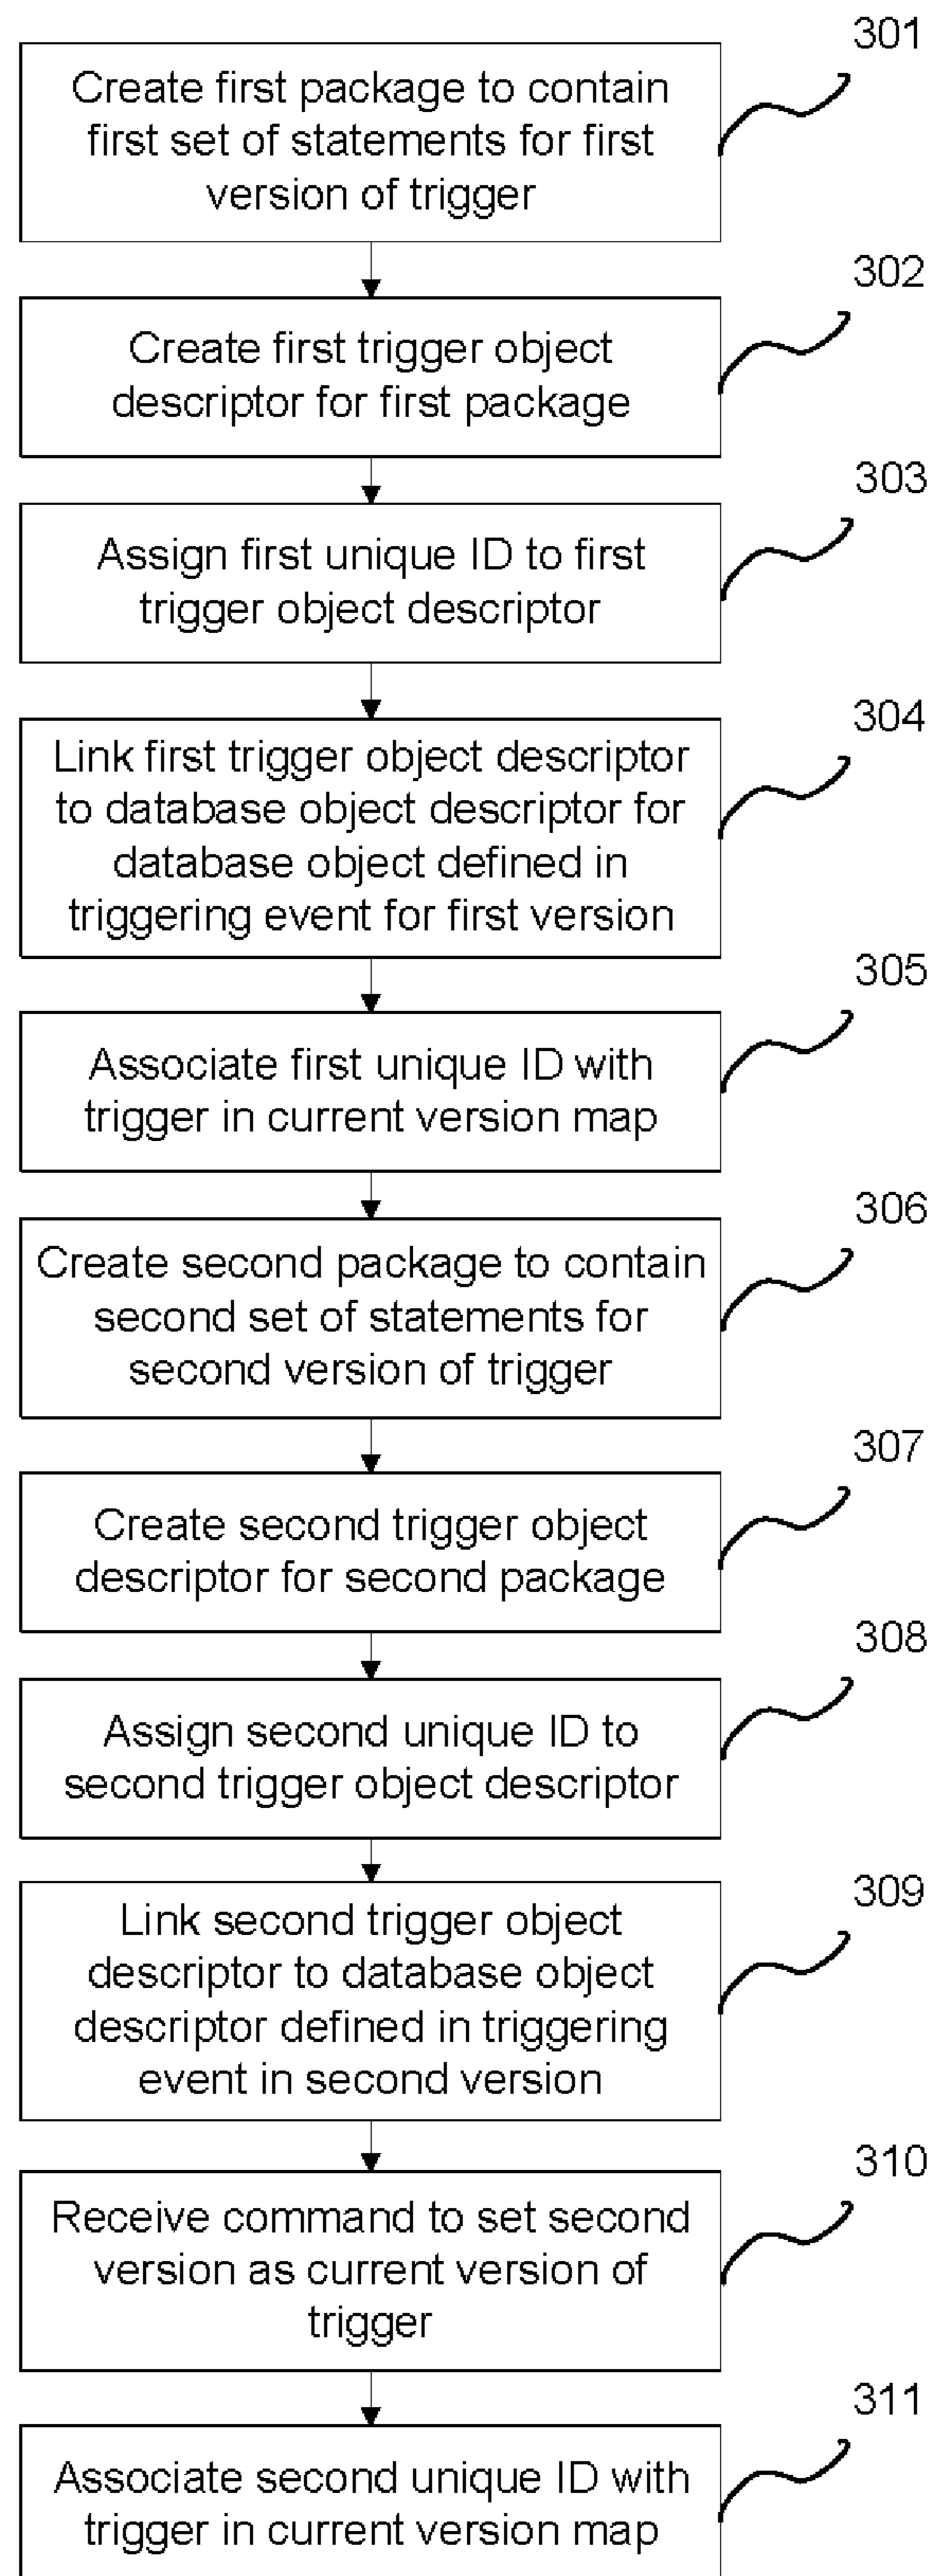 301
Create first package to contain
first set of statements for first
version of trigger
302
Create first trigger object
descriptor for first package
303
Assign first unique ID to first
trigger object descriptor
304
Link first trigger object descriptor
to database object descriptor for
database object defined in
triggering event for first version
305
Associate first unique ID with
trigger in current version map
306
Create second package to contain
second set of statements for
second version of trigger
307
Create second trigger object
descriptor for second package
308
Assign second unique ID to
second trigger object descriptor
309
Link second trigger object
descriptor to database object
descriptor defined in triggering
event in second version
310
Receive command to set second
version as current version of
trigger
311
Associate second unique ID with
trigger in current version map